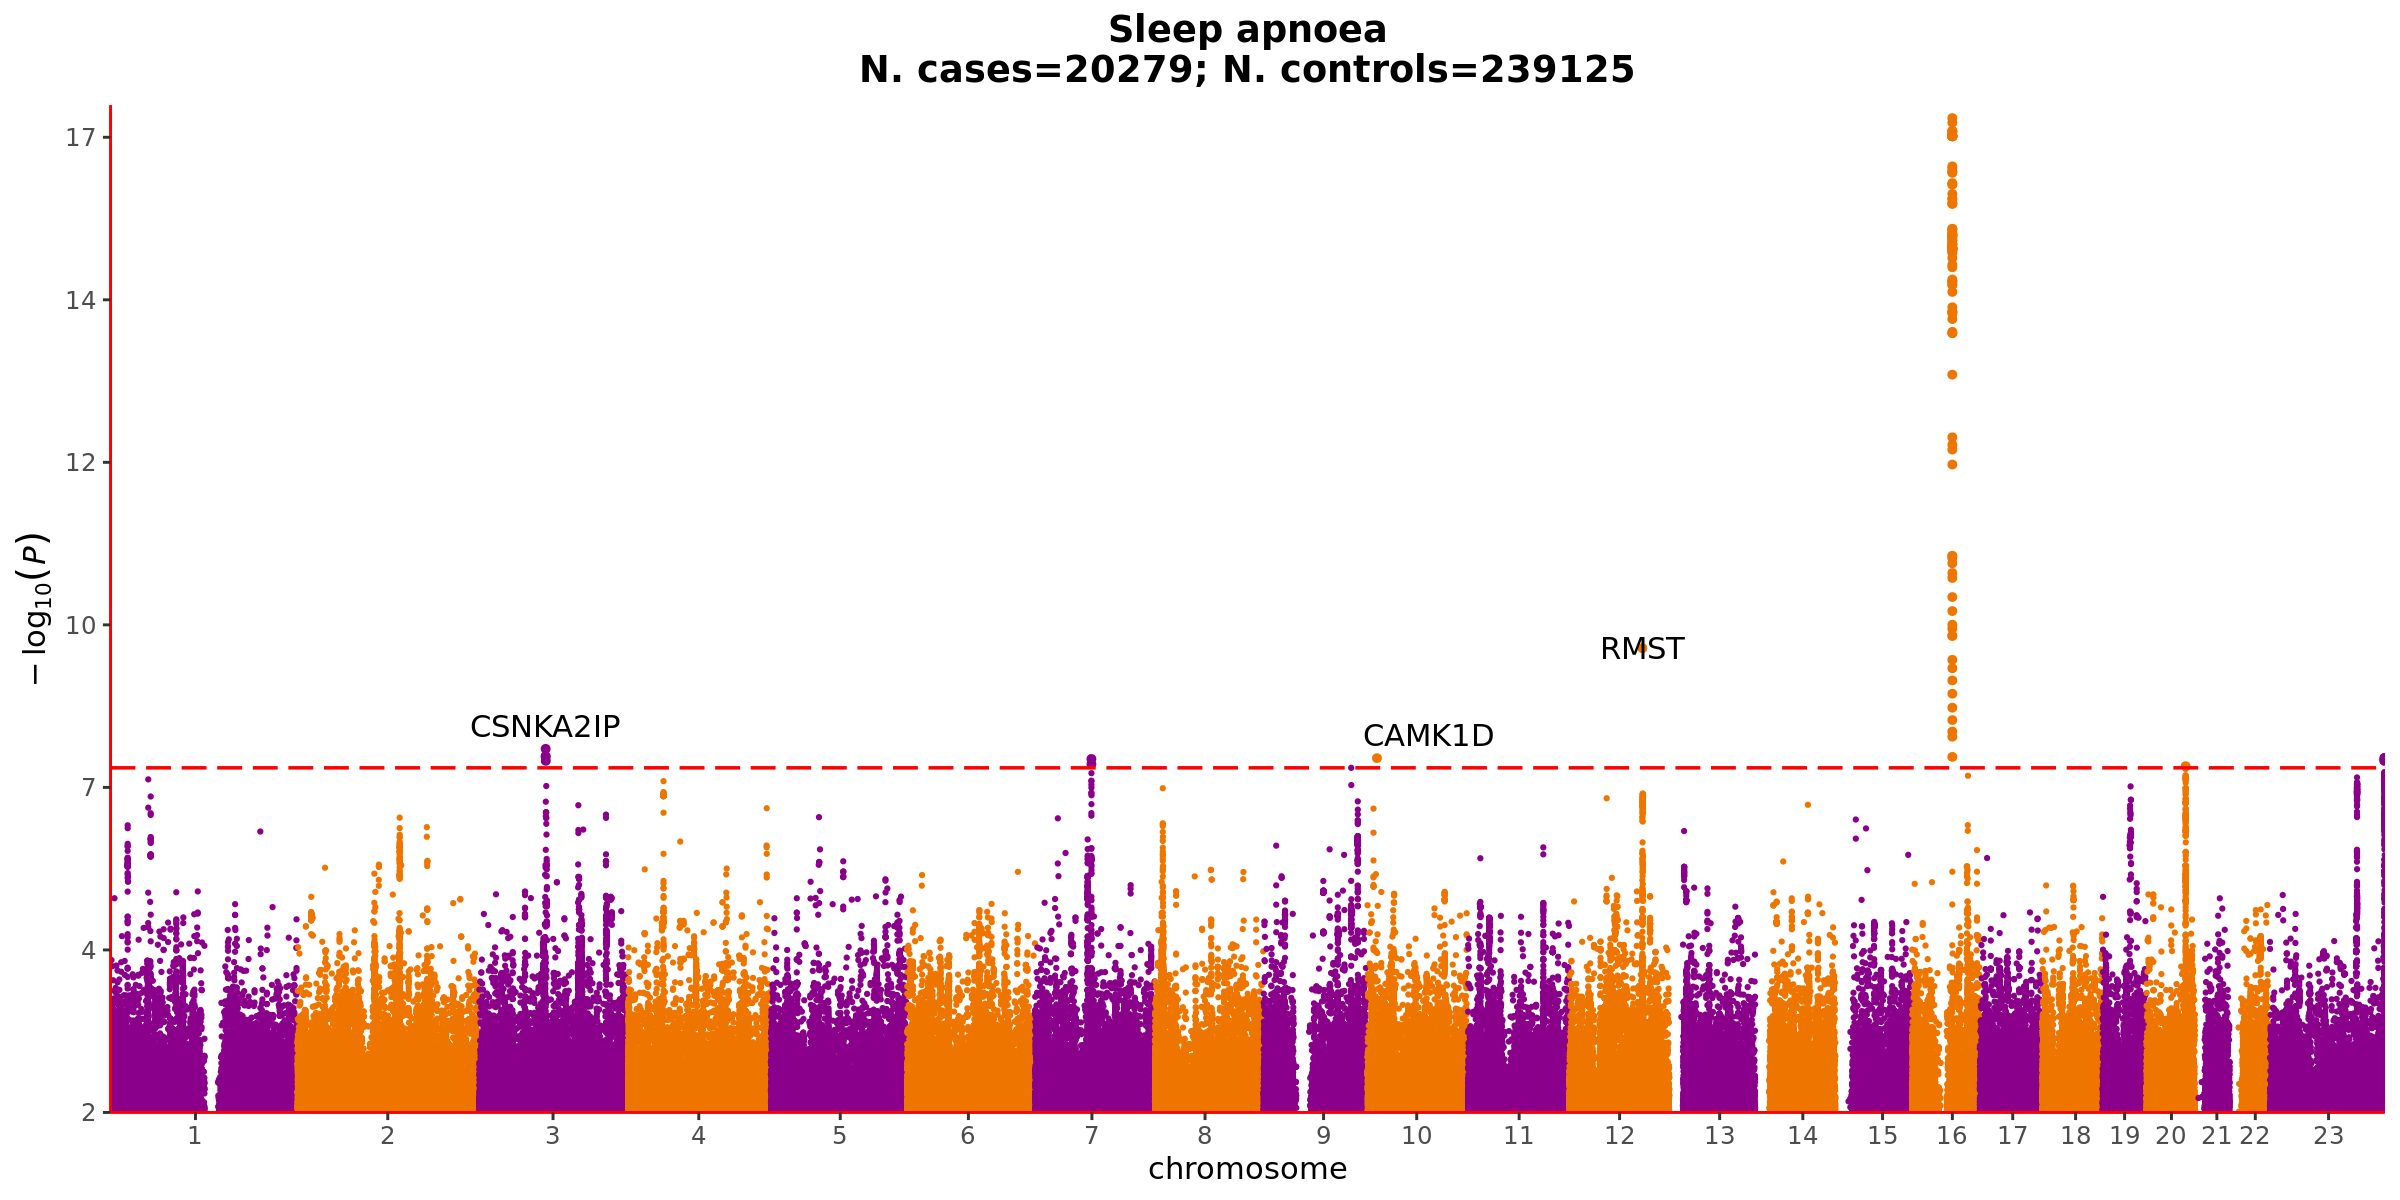 Sleep apnoea
N. cases=20279; N. controls=239125
17
14
12
10
7
4
2
−log10(P)
RMST
CSNKA2IP
CAMK1D
1 2 3 4 5 6 7 8 9 10 11 12 13 14 15 16 17 18 19 20 21 22 23
chromosome